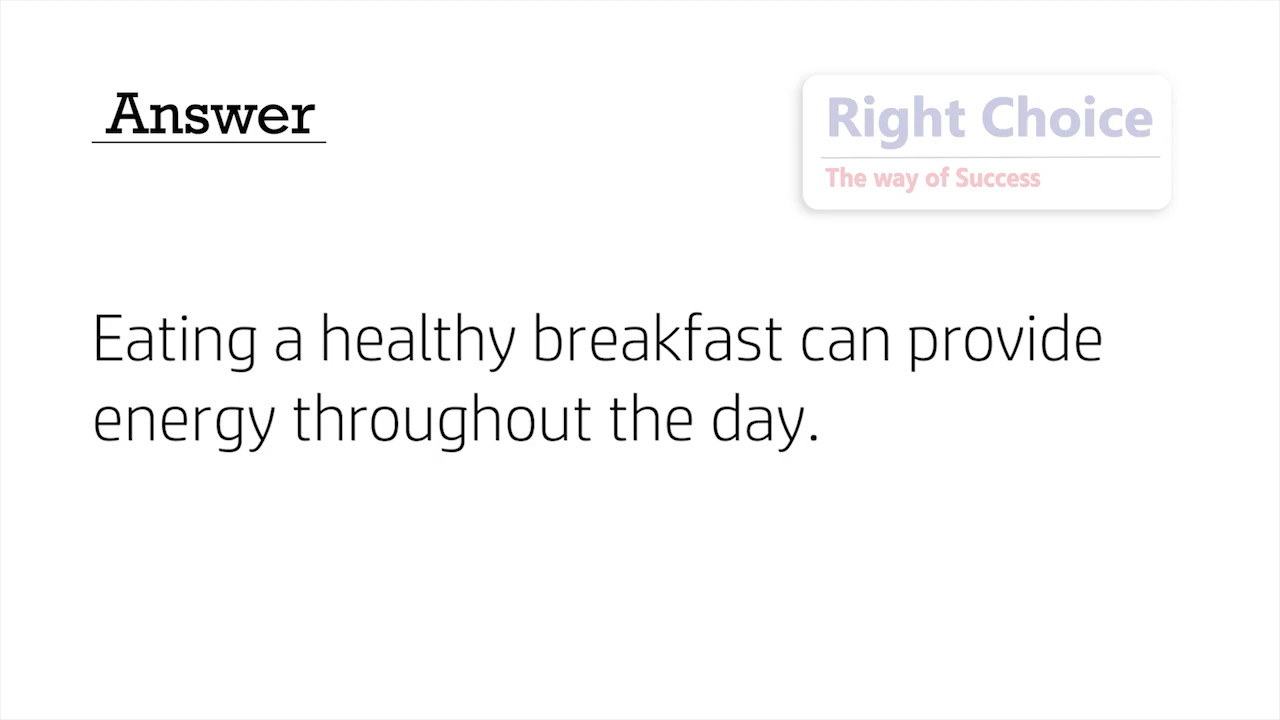 Answer
Right Choice
The way of Success
Eating a healthy breakfast can provide
energy throughout the day.